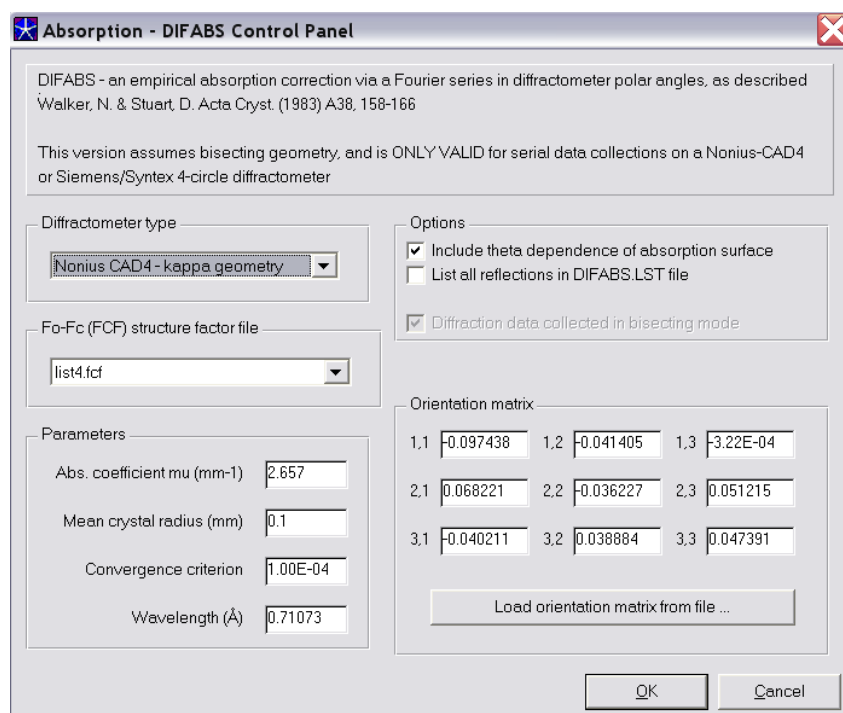 Absorption - DIFABS Control Panel
DIFABS - an empirical absorption correction via a Fourier series in diffractometer polar angles, as described
Walker, N. & Stuart, D. Acta Cryst. (1983) A38, 158-166
This version assumes bisecting geometry, and is ONLY VALID for serial data collections on a Nonius-CAD4
or Siemens/Syntex 4-circle diffractometer
Diffractometer type
Nonius CAD4 - kappa geometry
Fo-Fc (FCF) structure factor file
list4.fcf
Parameters
Abs. coefficient mu (mm-1) 2.657
Mean crystal radius (mm) 0.1
Convergence criterion 1.00E-04
Wavelength (Å) 0.71073
Options
Include theta dependence of absorption surface
List all reflections in DIFABS.LST file
Diffraction data collected in bisecting mode
Orientation matrix
1,1 -0.097438 1,2 -0.041405 1,3 -3.22E-04
2,1 0.068221 2,2 -0.036227 2,3 0.051215
3,1 -0.040211 3,2 0.038884 3,3 0.047391
Load orientation matrix from file ...
OK Cancel